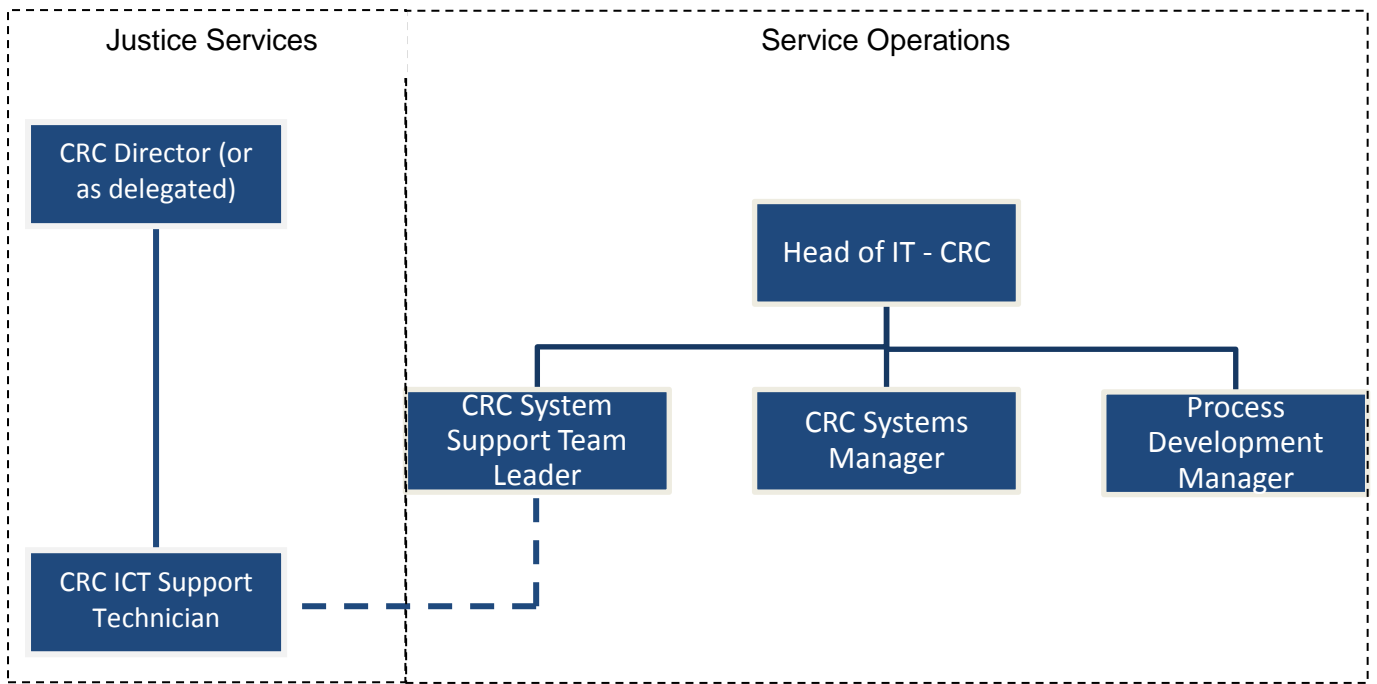 Justice Services
Service Operations
CRC Director (or
as delegated)
Head of IT - CRC
CRC System
Support Team
Leader
CRC Systems
Manager
Process
Development
Manager
CRC ICT Support
Technician